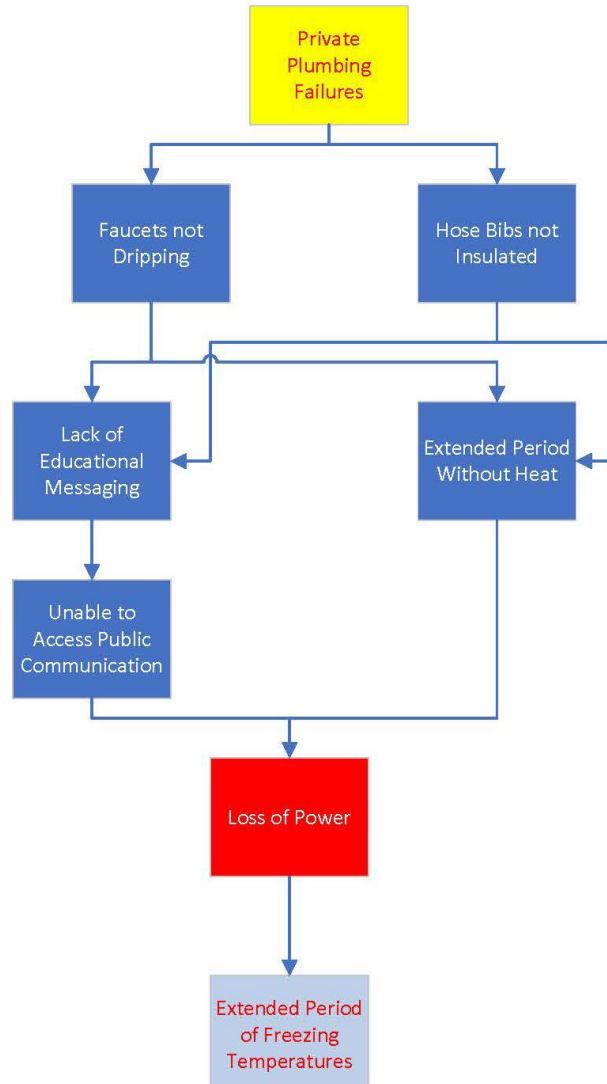 Private
Plumbing
Failures
Faucets not
Dripping
Hose Bibs not
Insulated
Lack of
Educational
Messaging
Extended Period
Without Heat
Unable to
Access Public
Communication
Loss of Power
Extended Period
of Freezing
Temperatures